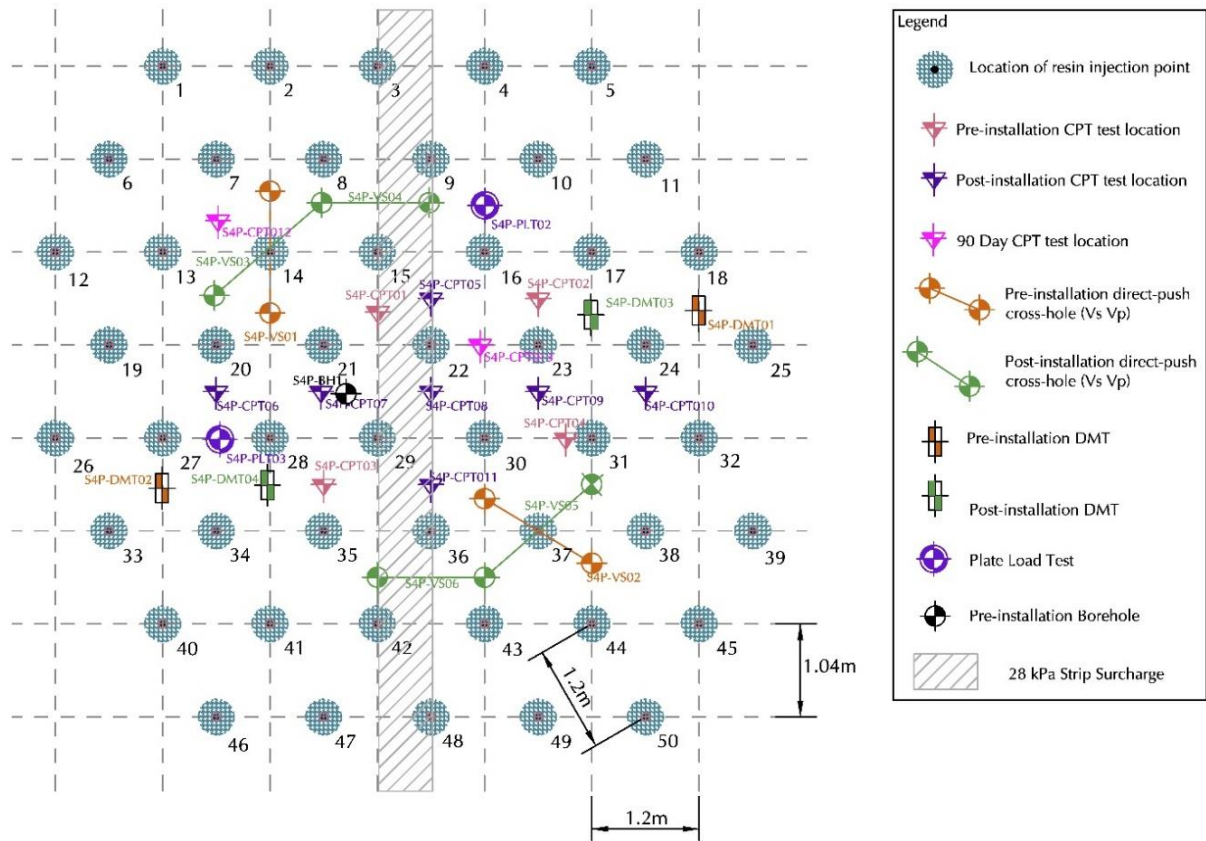 Legend
1 2 3 4 5
Location of resin injection point
Pre-installation CPT test location
6 7 8 9 10 11
Post-installation CPT test location
S4P-VS04
S4P-PLT02
S4P-CPT012
90 Day CPT test location
S4P-VS03
12 13 14 15 16 17 18
S4P-CPT05
S4P-CPT01 S4P-CPT02
S4P-DMT03
Pre-installation direct-push
cross-hole (Vs Vp)
S4P-DMT01
S4P-VS01
19 20 21 22 23 24 25
Post-installation direct-push
cross-hole (Vs Vp)
S4P-BH1
S4P-CPT06 S4P-CPT07 S4P-CPT08 S4P-CPT09 S4P-CPT010
S4P-CPT04
Pre-installation DMT
26 27 28 29 30 31 32
S4P-PLT03
S4P-CPT03
S4P-DMT02 S4P-DMT04
S4P-CPT011
S4P-VS05
Post-installation DMT
33 34 35 36 37 38 39
Plate Load Test
S4P-VS02
S4P-VS06
Pre-installation Borehole
40 41 42 43 44 45
1.04m
1.2m
28 kPa Strip Surcharge
46 47 48 49 50
1.2m